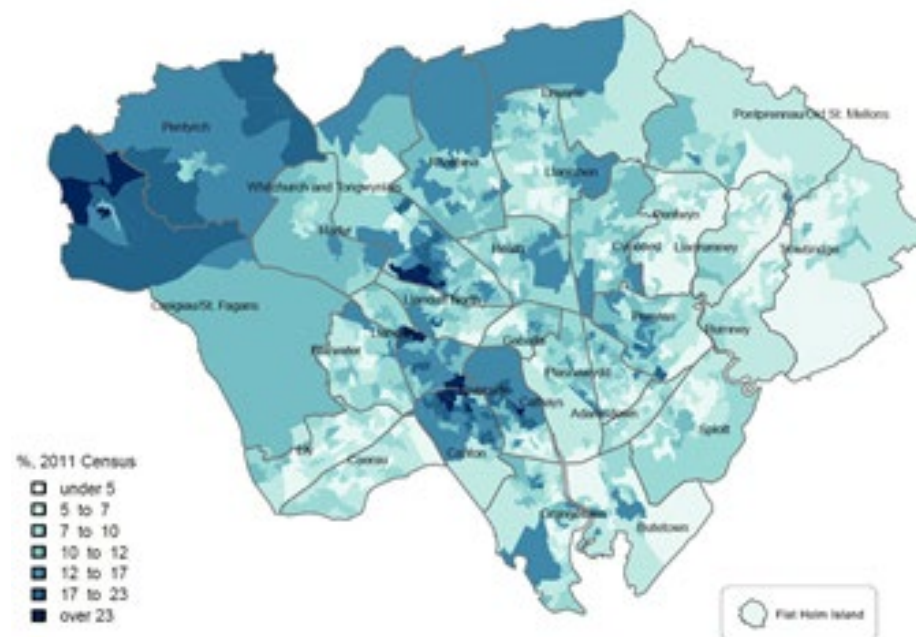 Lisvane
Pentyrch
Pontprennau/Old St. Mellons
Rhiwbina
Llanishen
Whitchurch and Tongwynlais
Pentwyn
Heath
Cyncoed
Llanrumney
Trowbridge
Llandaff North
Creigiau/St. Fagans
Penylan
Rumney
Fairwater
Gabalfa
Plasnewydd
Riverside
Cathays
Adamsdown
Splott
Ely
Caerau
Canton
%, 2011 Census
under 5
5 to 7
7 to 10
10 to 12
12 to 17
17 to 23
over 23
Grangetown
Butetown
Flat Holm Island